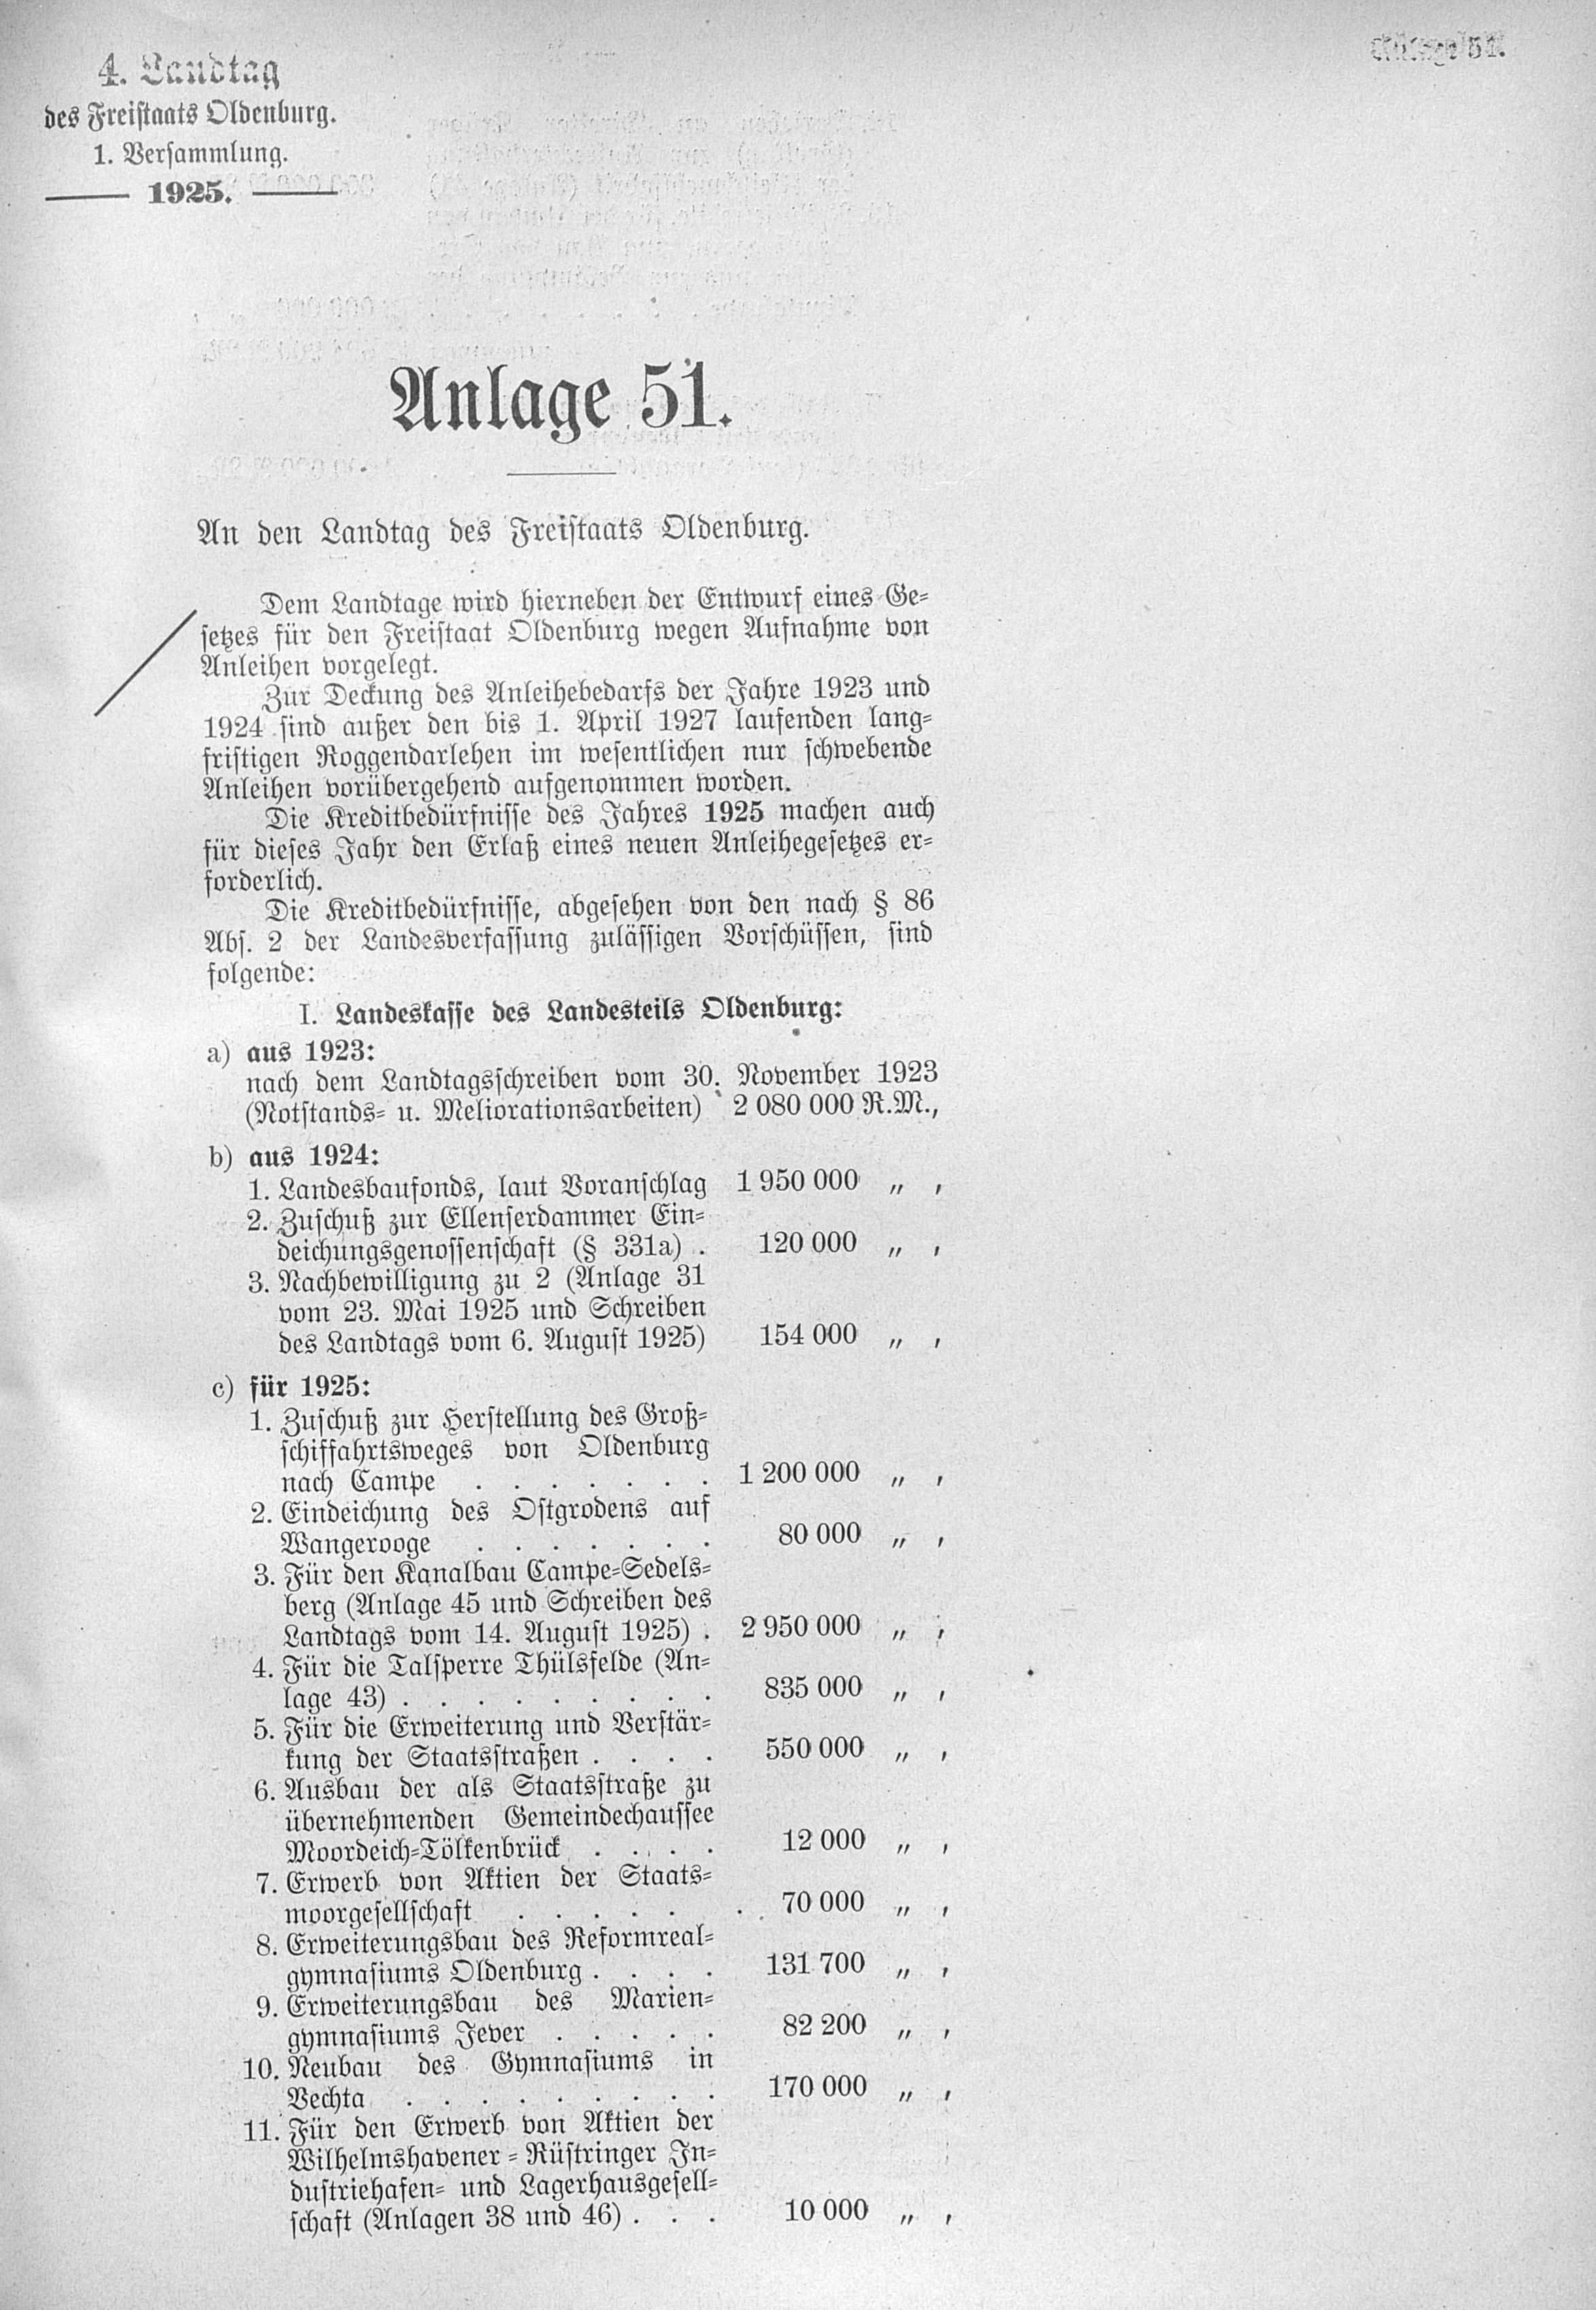 4. Landtag
des Freistaats Oldenburg.
1. Versammlung.
1925.
Anlage 51.
An den Landtag des Freistaats Oldenburg.
Dem Landtage wird hierneben der Entwurf eines Ge-
setzes für den Freistaat Oldenburg wegen Aufnahme von
Anleihen vorgelegt.
Zur Deckung des Anleihebedarfs der Jahre 1923 und
1924 sind außer den bis 1. April 1927 laufenden lang-
fristigen Roggendarlehen im wesentlichen nur schwebende
Anleihen vorübergehend aufgenommen worden.
Die Kreditbedürfnisse des Jahres 1925 machen auch
für dieses Jahr den Erlaß eines neuen Anleihegesetzes er-
forderlich.
Die Kreditbedürfnisse, abgesehen von den nach § 86
Abs. 2 der Landesverfassung zulässigen Vorschüssen, sind
folgende:
I. Landeskasse des Landesteils Oldenburg:
a) aus 1923:
nach dem Landtagsschreiben vom 30. November 1923
(Notstands- u. Meliorationsarbeiten) 2 080 000 R.M.,
b) aus 1924:
1. Landesbaufonds, laut Voranschlag 1 950 000 „ ,
2. Zuschuß zur Ellenserdammer Ein-
deichungsgenossenschaft (§ 331a) . 120 000 „ ,
3. Nachbewilligung zu 2 (Anlage 31
vom 23. Mai 1925 und Schreiben
des Landtags vom 6. August 1925) 154 000 „ ,
c) für 1925:
1. Zuschuß zur Herstellung des Groß-
schiffahrtsweges von Oldenburg
nach Campe . . . . . . . 1 200 000 „ ,
2. Eindeichung des Ostgrodens auf
Wangerooge . . . . . . . 80 000 „ ,
3. Für den Kanalbau Campe-Sedels-
berg (Anlage 45 und Schreiben des
Landtags vom 14. August 1925) . 2 950 000 „ ,
4. Für die Talsperre Thülsfelde (An-
lage 43) . . . . . . . . . 835 000 „ ,
5. Für die Erweiterung und Verstär-
kung der Staatsstraßen . . . . 550 000 „ ,
6. Ausbau der als Staatsstraße zu
übernehmenden Gemeindechaussee
Moordeich-Tölkenbrück . . . . 12 000 „ ,
7. Erwerb von Aktien der Staats-
moorgesellschaft . . . . . . 70 000 „ ,
8. Erweiterungsbau des Reformreal-
gymnasiums Oldenburg . . . . 131 700 „ ,
9. Erweiterungsbau des Marien-
gymnasiums Jever . . . . . 82 200 „ ,
10. Neubau des Gymnasiums in
Vechta . . . . . . . . . 170 000 „ ,
11. Für den Erwerb von Aktien der
Wilhelmshavener-Rüstringer In-
dustriehafen- und Lagerhausgesell-
schaft (Anlagen 38 und 46) . . . 10 000 „ ,